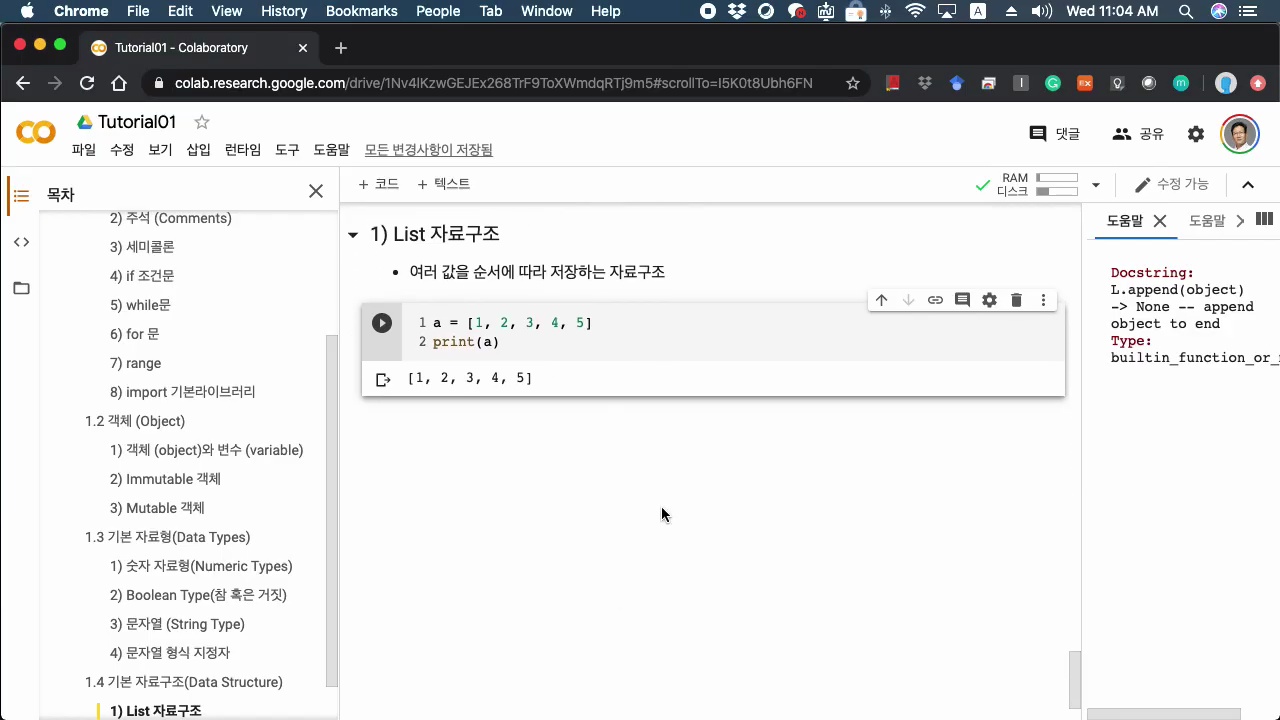 Chrome File Edit View History Bookmarks People Tab Window Help A Wed 11:04 AM
Tutorial01 - Colaboratory
colab.research.google.com/drive/1Nv4lKzwGEJEx268TrF9ToXWmdqRTj9m5#scrollTo=I5K0t8Ubh6FN
Tutorial01
댓글 공유
파일 수정 보기 삽입 런타임 도구 도움말 모든 변경사항이 저장됨
목차
+ 코드 + 텍스트
RAM
디스크
수정 가능
2) 주석 (Comments)
3) 세미콜론
4) if 조건문
5) while문
6) for 문
7) range
8) import 기본라이브러리
1.2 객체 (Object)
1) 객체 (object)와 변수 (variable)
2) Immutable 객체
3) Mutable 객체
1.3 기본 자료형(Data Types)
1) 숫자 자료형(Numeric Types)
2) Boolean Type(참 혹은 거짓)
3) 문자열 (String Type)
4) 문자열 형식 지정자
1.4 기본 자료구조(Data Structure)
1) List 자료구조
1) List 자료구조
• 여러 값을 순서에 따라 저장하는 자료구조
1 a = [1, 2, 3, 4, 5]
2 print(a)
[1, 2, 3, 4, 5]
도움말 도움말
Docstring:
L.append(object)
-> None -- append
object to end
Type:
builtin_function_or_